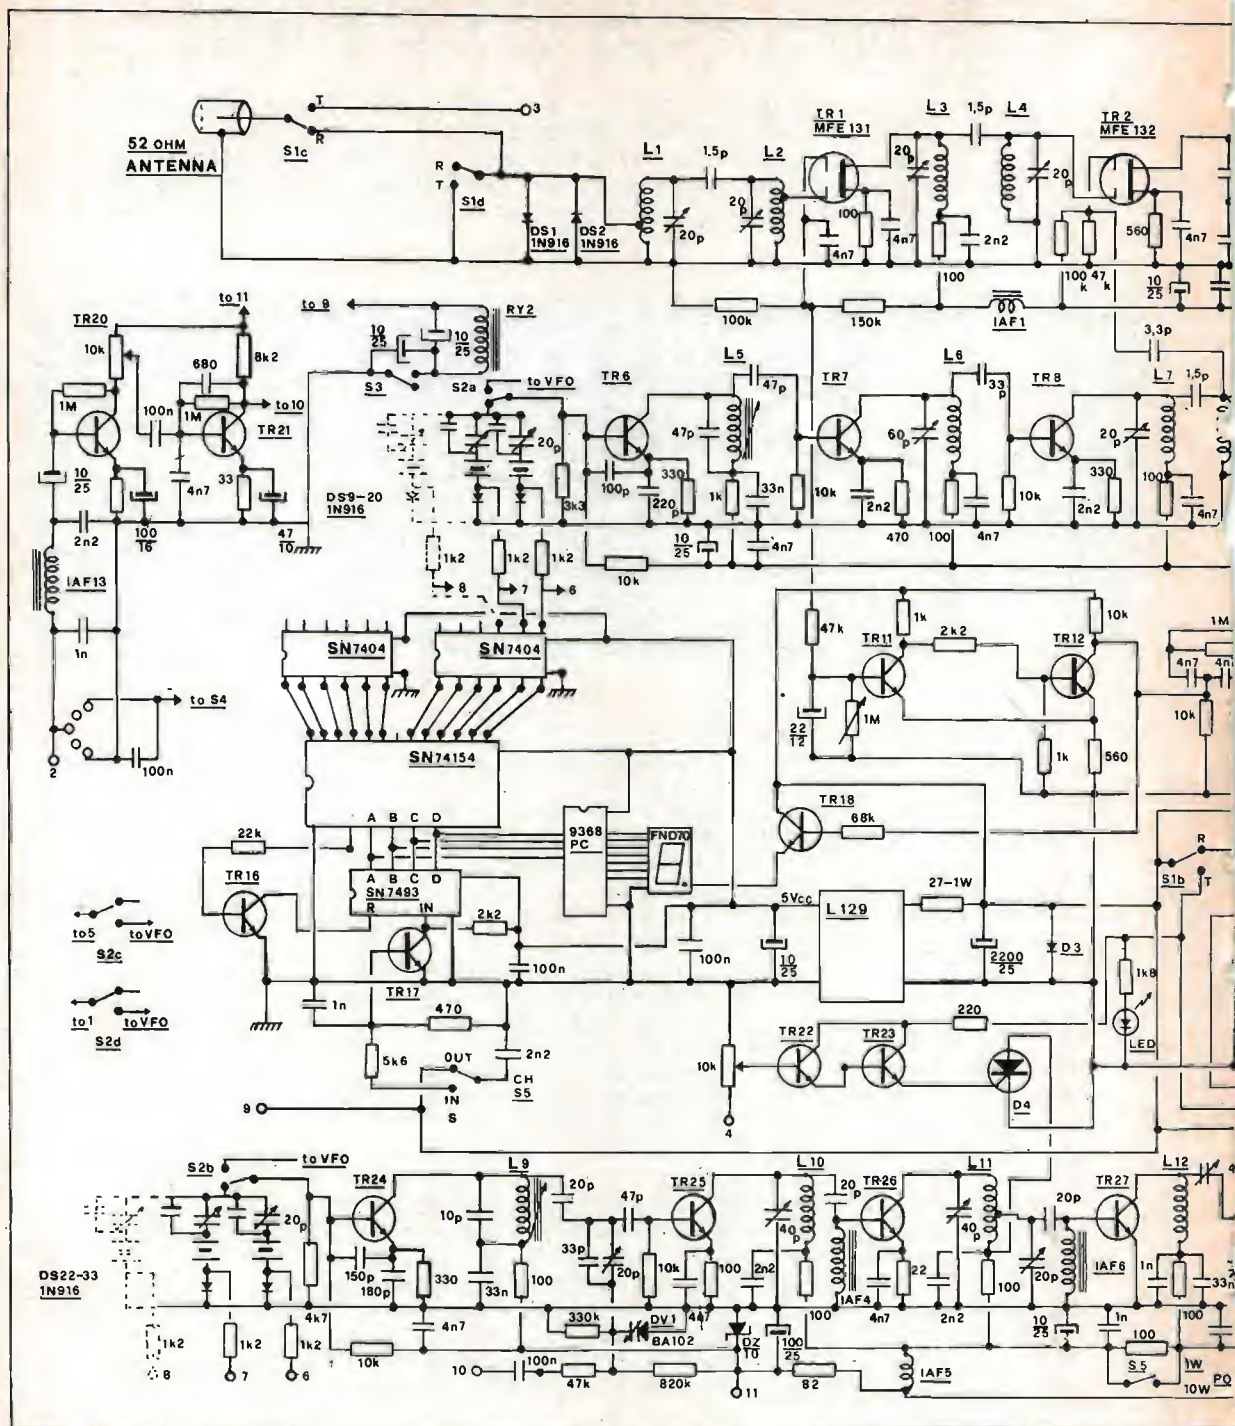 52 OHM
ANTENNA
T
R
S1c
3
R
T
S1d
DS1
1N916
DS2
1N916
L1
1,5p
L2
20p
20p
TR1
MFE131
100
4n7
4n7
L3
1,5p
L4
20p
20p
2n2
100
TR2
MFE132
560
4n7
100k
47k
10/25
100k
150k
IAF1
3,3p
TR20
to 11
10k
8k2
680
1M
1M
100n
to10
TR21
10/25
4n7
33
2n2
100/16
47/10
IAF13
1n
to S4
2
100n
to 9
10/25
10/25
RY2
S3
S2a
to VFO
20p
DS9-20
1N916
3k3
1k2
1k2
1k2
8
7
6
TR6
100p
220p
330
10k
L5
47p
47p
1k
33n
10/25
4n7
10k
TR7
2n2
470
60p
L6
33p
100
4n7
10k
TR8
2n2
330
20p
L7
1,5p
100
4n7
SN7404
SN7404
SN74154
A B C D
A B C D
SN7493
R IN
22k
TR16
2k2
TR17
100n
1n
470
5k6
2n2
OUT
CH
S5
IN
S
9
9368
PC
FND70
to5
to VFO
S2c
to1
to VFO
S2d
47k
22/12
1M
TR11
1k
2k2
TR12
10k
1k
560
1M
4n7
10k
TR18
68k
5Vcc
L129
27-1W
100n
10/25
2200/25
D3
S1b
R
T
1k8
LED
10k
4
TR22
TR23
220
D4
S2b
to VFO
20p
DS22-33
1N916
1k2
1k2
1k2
8
7
6
4k7
TR24
150p
180p
330
4n7
10k
10p
L9
33n
100
20p
33p
20p
47p
10k
TR25
4n7
100
330k
DV1
BA102
10
100n
47k
820k
11
DZ
10
2n2
40p
L10
100
100/25
82
20p
IAF4
TR26
4n7
22
2n2
40p
L11
100
IAF5
20p
20p
10/25
IAF6
TR27
L12
1n
100
33n
1n
100
S5
1W
10W
PO